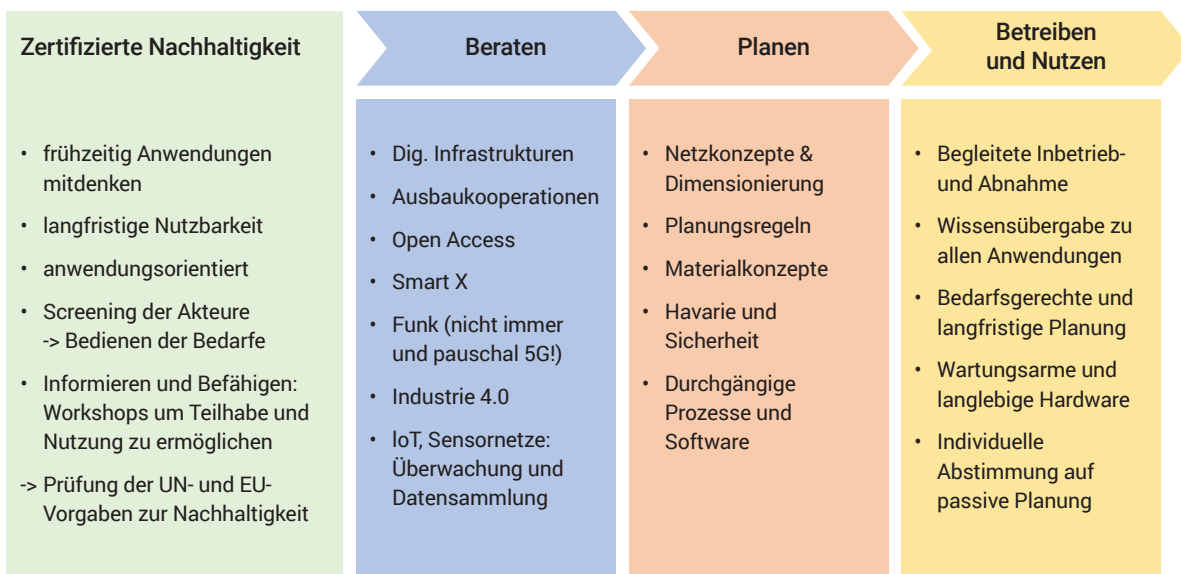 Zertifizierte Nachhaltigkeit
• frühzeitig Anwendungen
mitdenken
• langfristige Nutzbarkeit
• anwendungsorientiert
• Screening der Akteure
-> Bedienen der Bedarfe
• Informieren und Befähigen:
Workshops um Teilhabe und
Nutzung zu ermöglichen
-> Prüfung der UN- und EU-
Vorgaben zur Nachhaltigkeit
Beraten
• Dig. Infrastrukturen
• Ausbaukooperationen
• Open Access
• Smart X
• Funk (nicht immer
und pauschal 5G!)
• Industrie 4.0
• IoT, Sensornetze:
Überwachung und
Datensammlung
Planen
• Netzkonzepte &
Dimensionierung
• Planungsregeln
• Materialkonzepte
• Havarie und
Sicherheit
• Durchgängige
Prozesse und
Software
Betreiben
und Nutzen
• Begleitete Inbetrieb-
und Abnahme
• Wissensübergabe zu
allen Anwendungen
• Bedarfsgerechte und
langfristige Planung
• Wartungsarme und
langlebige Hardware
• Individuelle
Abstimmung auf
passive Planung